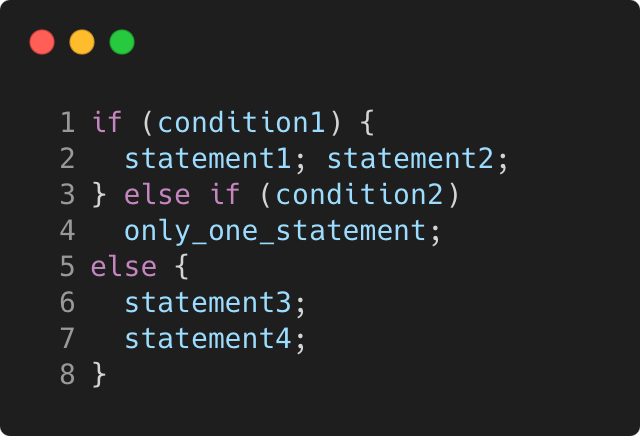 1 if (condition1) {
2   statement1; statement2;
3 } else if (condition2)
4   only_one_statement;
5 else {
6   statement3;
7   statement4;
8 }